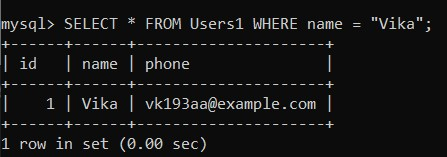 mysql> SELECT * FROM Users1 WHERE name = "Vika";
+------+------+---------------------+
| id   | name | phone               |
+------+------+---------------------+
|    1 | Vika | vk193aa@example.com |
+------+------+---------------------+
1 row in set (0.00 sec)